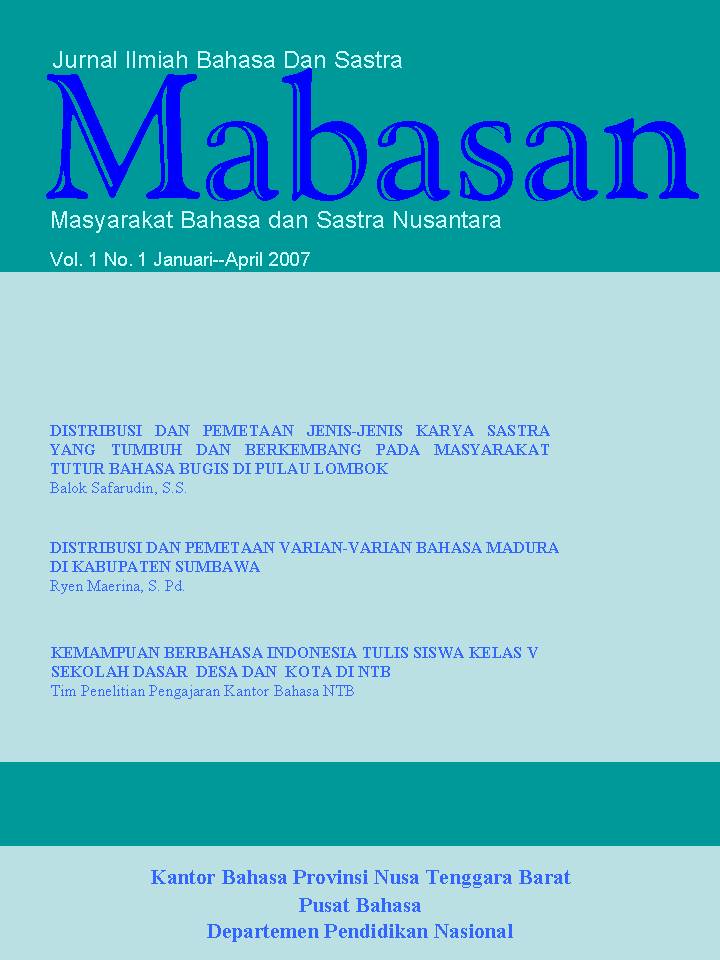 Jurnal Ilmiah Bahasa Dan Sastra
Mabasan
Masyarakat Bahasa dan Sastra Nusantara
Vol. 1 No. 1 Januari--April 2007
DISTRIBUSI DAN PEMETAAN JENIS-JENIS KARYA SASTRA
YANG TUMBUH DAN BERKEMBANG PADA MASYARAKAT
TUTUR BAHASA BUGIS DI PULAU LOMBOK
Balok Safarudin, S.S.
DISTRIBUSI DAN PEMETAAN VARIAN-VARIAN BAHASA MADURA
DI KABUPATEN SUMBAWA
Ryen Maerina, S. Pd.
KEMAMPUAN BERBAHASA INDONESIA TULIS SISWA KELAS V
SEKOLAH DASAR DESA DAN KOTA DI NTB
Tim Penelitian Pengajaran Kantor Bahasa NTB
Kantor Bahasa Provinsi Nusa Tenggara Barat
Pusat Bahasa
Departemen Pendidikan Nasional